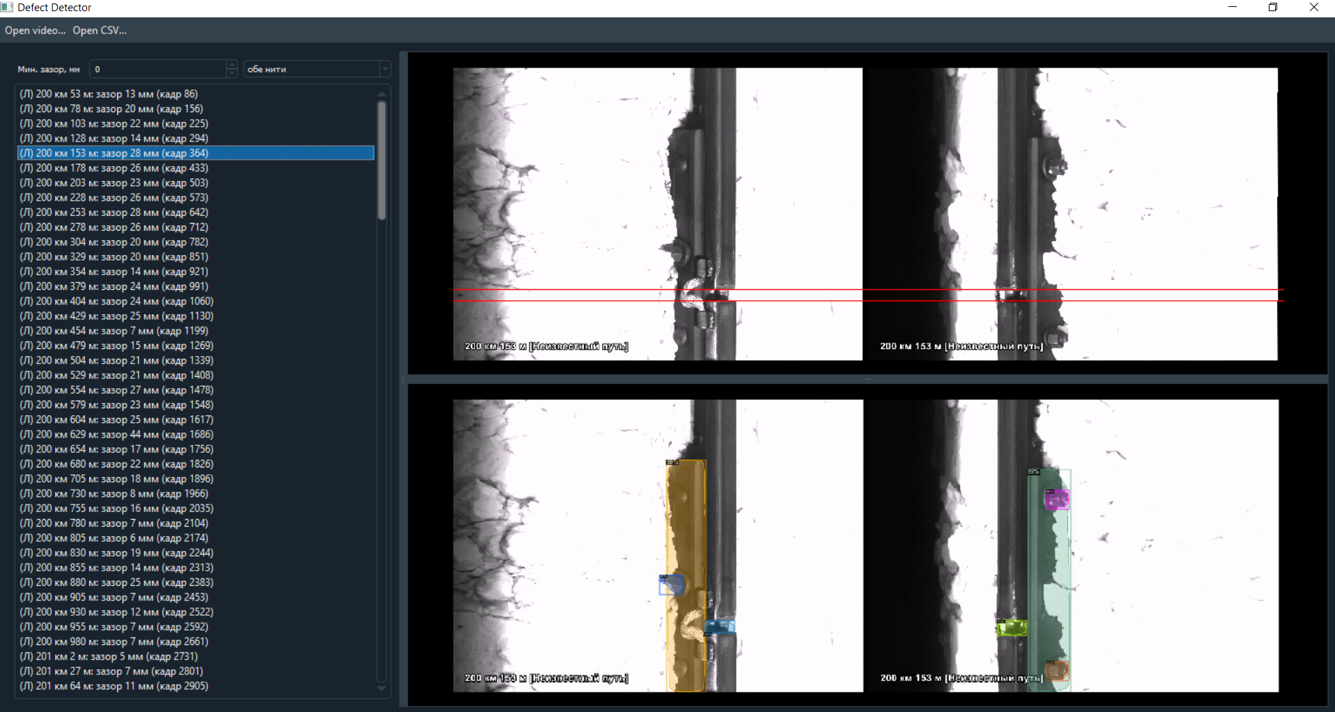 Defect Detector
Open video... Open CSV...
Мин. зазор, мм 0 обе нити
(Л) 200 км 53 м: зазор 13 мм (кадр 86)
(Л) 200 км 78 м: зазор 20 мм (кадр 156)
(Л) 200 км 103 м: зазор 22 мм (кадр 225)
(Л) 200 км 128 м: зазор 14 мм (кадр 294)
(Л) 200 км 153 м: зазор 28 мм (кадр 364)
(Л) 200 км 178 м: зазор 26 мм (кадр 433)
(Л) 200 км 203 м: зазор 23 мм (кадр 503)
(Л) 200 км 228 м: зазор 26 мм (кадр 573)
(Л) 200 км 253 м: зазор 28 мм (кадр 642)
(Л) 200 км 278 м: зазор 26 мм (кадр 712)
(Л) 200 км 304 м: зазор 20 мм (кадр 782)
(Л) 200 км 329 м: зазор 20 мм (кадр 851)
(Л) 200 км 354 м: зазор 14 мм (кадр 921)
(Л) 200 км 379 м: зазор 24 мм (кадр 991)
(Л) 200 км 404 м: зазор 24 мм (кадр 1060)
(Л) 200 км 429 м: зазор 25 мм (кадр 1130)
(Л) 200 км 454 м: зазор 7 мм (кадр 1199)
(Л) 200 км 479 м: зазор 15 мм (кадр 1269)
(Л) 200 км 504 м: зазор 21 мм (кадр 1339)
(Л) 200 км 529 м: зазор 21 мм (кадр 1408)
(Л) 200 км 554 м: зазор 27 мм (кадр 1478)
(Л) 200 км 579 м: зазор 23 мм (кадр 1548)
(Л) 200 км 604 м: зазор 25 мм (кадр 1617)
(Л) 200 км 629 м: зазор 44 мм (кадр 1686)
(Л) 200 км 654 м: зазор 17 мм (кадр 1756)
(Л) 200 км 680 м: зазор 22 мм (кадр 1826)
(Л) 200 км 705 м: зазор 18 мм (кадр 1896)
(Л) 200 км 730 м: зазор 8 мм (кадр 1966)
(Л) 200 км 755 м: зазор 16 мм (кадр 2035)
(Л) 200 км 780 м: зазор 7 мм (кадр 2104)
(Л) 200 км 805 м: зазор 6 мм (кадр 2174)
(Л) 200 км 830 м: зазор 19 мм (кадр 2244)
(Л) 200 км 855 м: зазор 14 мм (кадр 2313)
(Л) 200 км 880 м: зазор 25 мм (кадр 2383)
(Л) 200 км 905 м: зазор 7 мм (кадр 2453)
(Л) 200 км 930 м: зазор 12 мм (кадр 2522)
(Л) 200 км 955 м: зазор 7 мм (кадр 2592)
(Л) 200 км 980 м: зазор 7 мм (кадр 2661)
(Л) 201 км 2 м: зазор 5 мм (кадр 2731)
(Л) 201 км 27 м: зазор 7 мм (кадр 2801)
(Л) 201 км 64 м: зазор 11 мм (кадр 2905)
200 км 153 м [Неизвестный путь]
200 км 153 м [Неизвестный путь]
99%
200 км 153 м [Неизвестный путь]
200 км 153 м [Неизвестный путь]